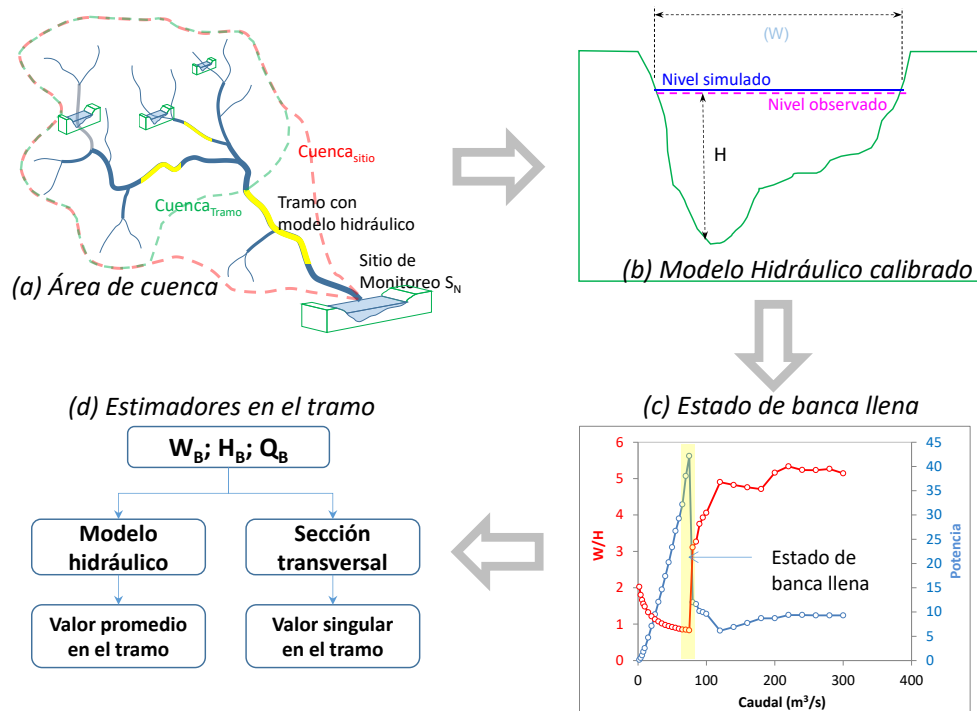 Cuenca_sitio
Cuenca_Tramo
Tramo con
modelo hidráulico
Sitio de
Monitoreo S_N
(a) Área de cuenca
(W)
Nivel simulado
Nivel observado
H
(b) Modelo Hidráulico calibrado
(c) Estado de banca llena
W/H
6
5
4
3
2
1
0
Potencia
45
40
35
30
25
20
15
10
5
0
Estado de
banca llena
0 100 200 300 400
Caudal (m³/s)
(d) Estimadores en el tramo
W_B; H_B; Q_B
Modelo
hidráulico
Sección
transversal
Valor promedio
en el tramo
Valor singular
en el tramo